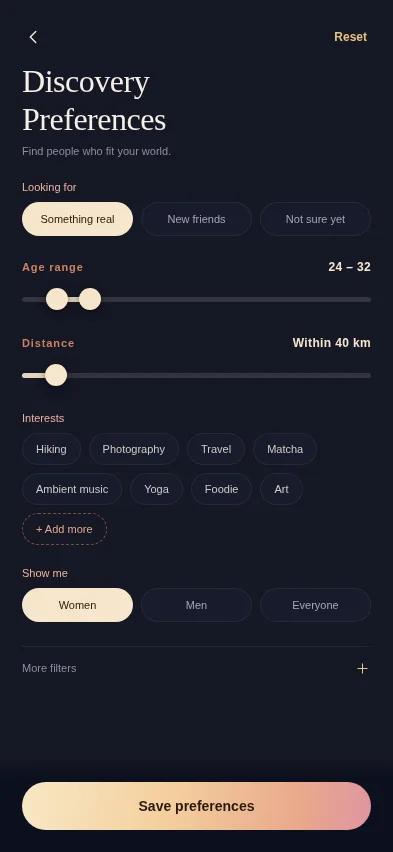 Reset
Discovery
Preferences
Find people who fit your world.
Looking for
Something real
New friends
Not sure yet
Age range
24 – 32
Distance
Within 40 km
Interests
Hiking
Photography
Travel
Matcha
Ambient music
Yoga
Foodie
Art
+ Add more
Show me
Women
Men
Everyone
More filters
Save preferences